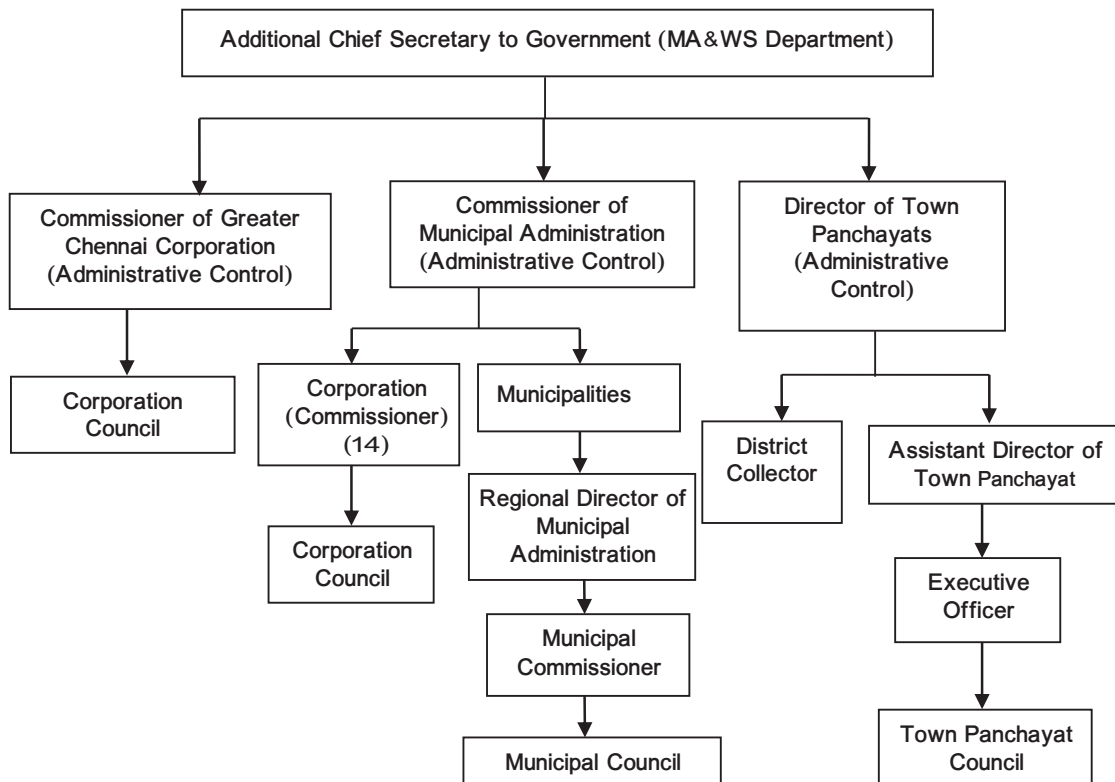 Additional Chief Secretary to Government (MA&WS Department)
Commissioner of Greater
Chennai Corporation
(Administrative Control)
Commissioner of
Municipal Administration
(Administrative Control)
Director of Town
Panchayats
(Administrative
Control)
Corporation
Council
Corporation
(Commissioner)
(14)
Municipalities
District
Collector
Assistant Director of
Town Panchayat
Corporation
Council
Regional Director of
Municipal
Administration
Executive
Officer
Municipal
Commissioner
Town Panchayat
Council
Municipal Council